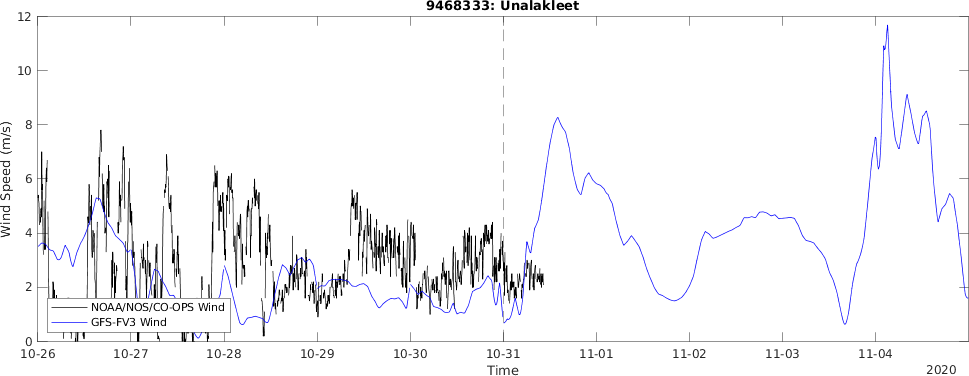 9468333: Unalakleet
Wind Speed (m/s)
12
10
8
6
4
2
0
NOAA/NOS/CO-OPS Wind
GFS-FV3 Wind
10-26 10-27 10-28 10-29 10-30 10-31 11-01 11-02 11-03 11-04
Time
2020